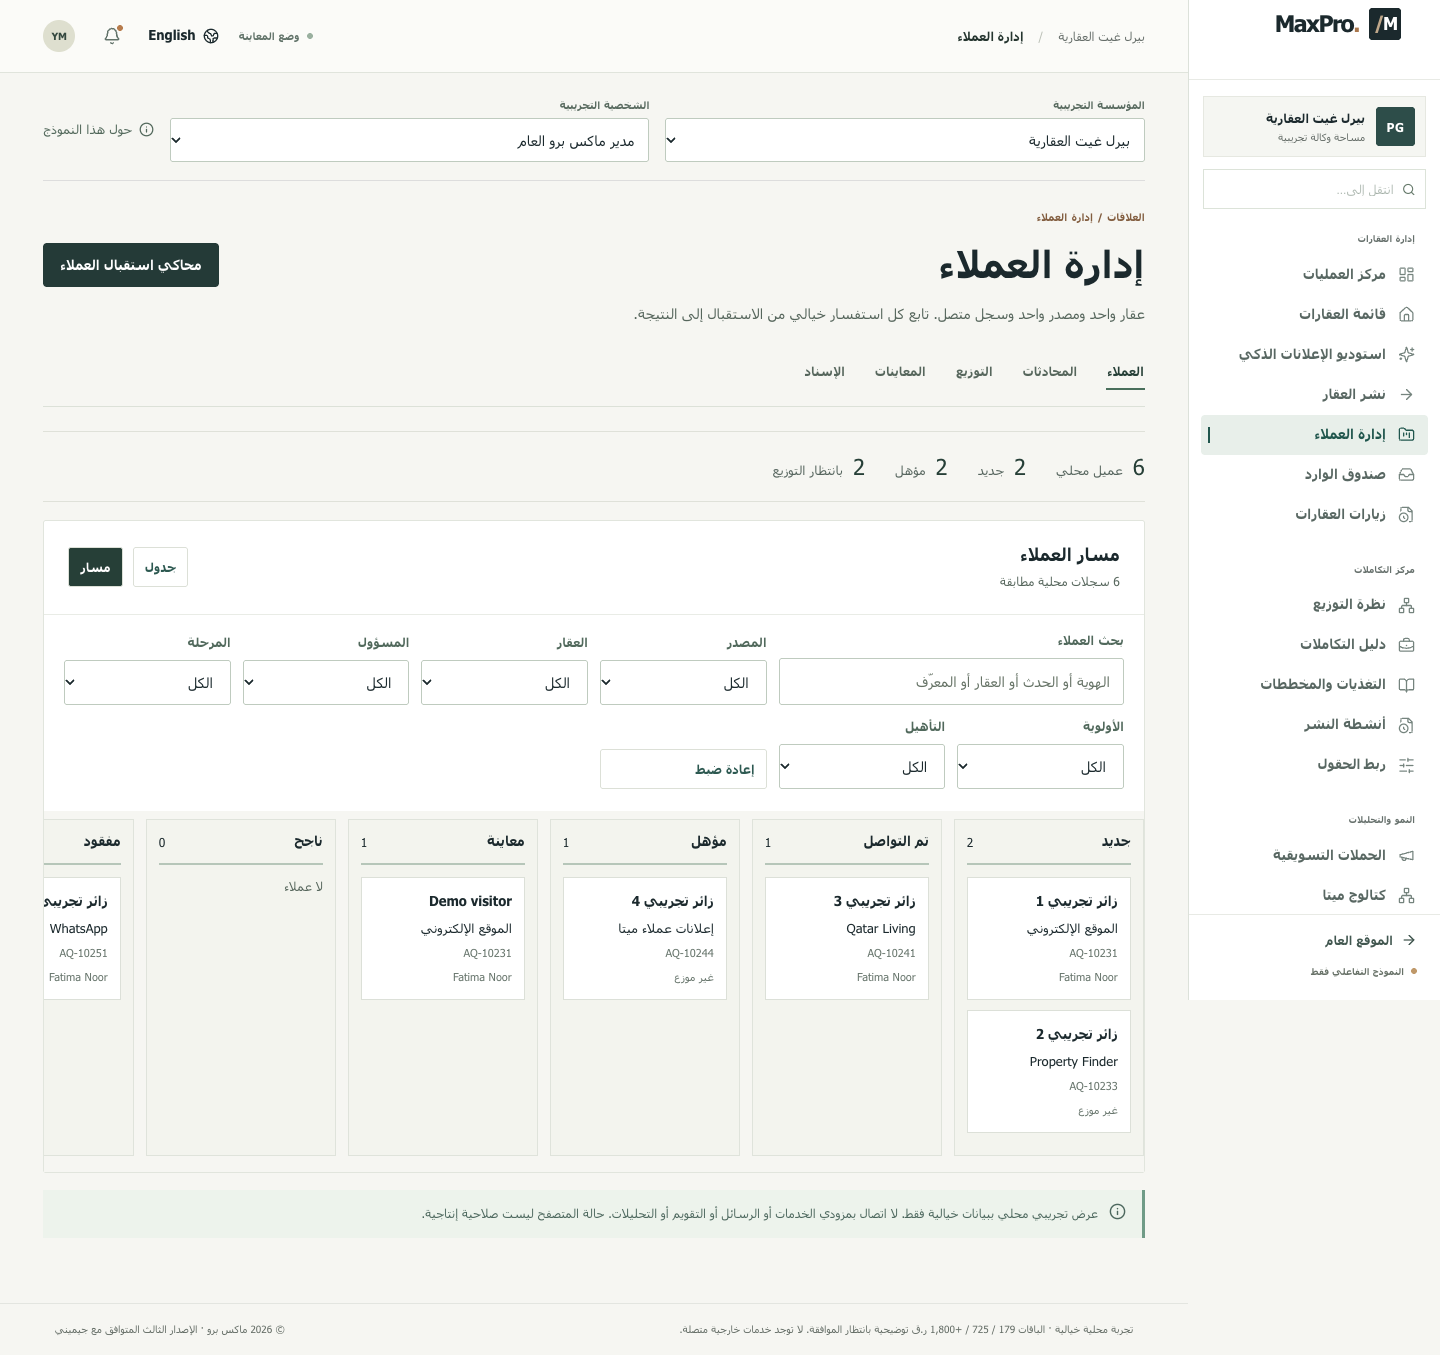 MaxPro.
/M
بيرل غيت العقارية / إدارة العملاء
وضع المعاينة
English
YM
PG
بيرل غيت العقارية
مساحة وكالة تجريبية
انتقل إلى...
إدارة العقارات
مركز العمليات
قائمة العقارات
استوديو الإعلانات الذكي
نشر العقار
إدارة العملاء
صندوق الوارد
زيارات العقارات
مركز التكاملات
نظرة التوزيع
دليل التكاملات
التغذيات والمخططات
أنشطة النشر
ربط الحقول
النمو والتحليلات
الحملات التسويقية
كتالوج ميتا
الموقع العام
النموذج التفاعلي فقط
المؤسسة التجريبية
بيرل غيت العقارية
الشخصية التجريبية
مدير ماكس برو العام
حول هذا النموذج
العلاقات / إدارة العملاء
إدارة العملاء
محاكي استقبال العملاء
عقار واحد ومصدر واحد وسجل متصل. تابع كل استفسار خيالي من الاستقبال إلى النتيجة.
العملاء
المحادثات
التوزيع
المعاينات
الإسناد
6 عميل محلي
2 جديد
2 مؤهل
2 بانتظار التوزيع
مسار العملاء
6 سجلات محلية مطابقة
جدول
مسار
بحث العملاء
الهوية أو الحدث أو العقار أو المعرّف
المصدر
الكل
العقار
الكل
المسؤول
الكل
المرحلة
الكل
الأولوية
الكل
التأهيل
الكل
إعادة ضبط
جديد 2
زائر تجريبي 1
الموقع الإلكتروني
AQ-10231
Fatima Noor
زائر تجريبي 2
Property Finder
AQ-10233
غير موزع
تم التواصل 1
زائر تجريبي 3
Qatar Living
AQ-10241
Fatima Noor
مؤهل 1
زائر تجريبي 4
إعلانات عملاء ميتا
AQ-10244
غير موزع
معاينة 1
Demo visitor
الموقع الإلكتروني
AQ-10231
Fatima Noor
ناجح 0
لا عملاء
مفقود
زائر تجريبي
WhatsApp
AQ-10251
Fatima Noor
عرض تجريبي محلي ببيانات خيالية فقط. لا اتصال بمزودي الخدمات أو الرسائل أو التقويم أو التحليلات. حالة المتصفح ليست صلاحية إنتاجية.
تجربة محلية خيالية · الباقات 179 / 725 / +1,800 ر.ق توضيحية بانتظار الموافقة. لا توجد خدمات خارجية متصلة.
© 2026 ماكس برو · الإصدار الثالث المتوافق مع جيميني